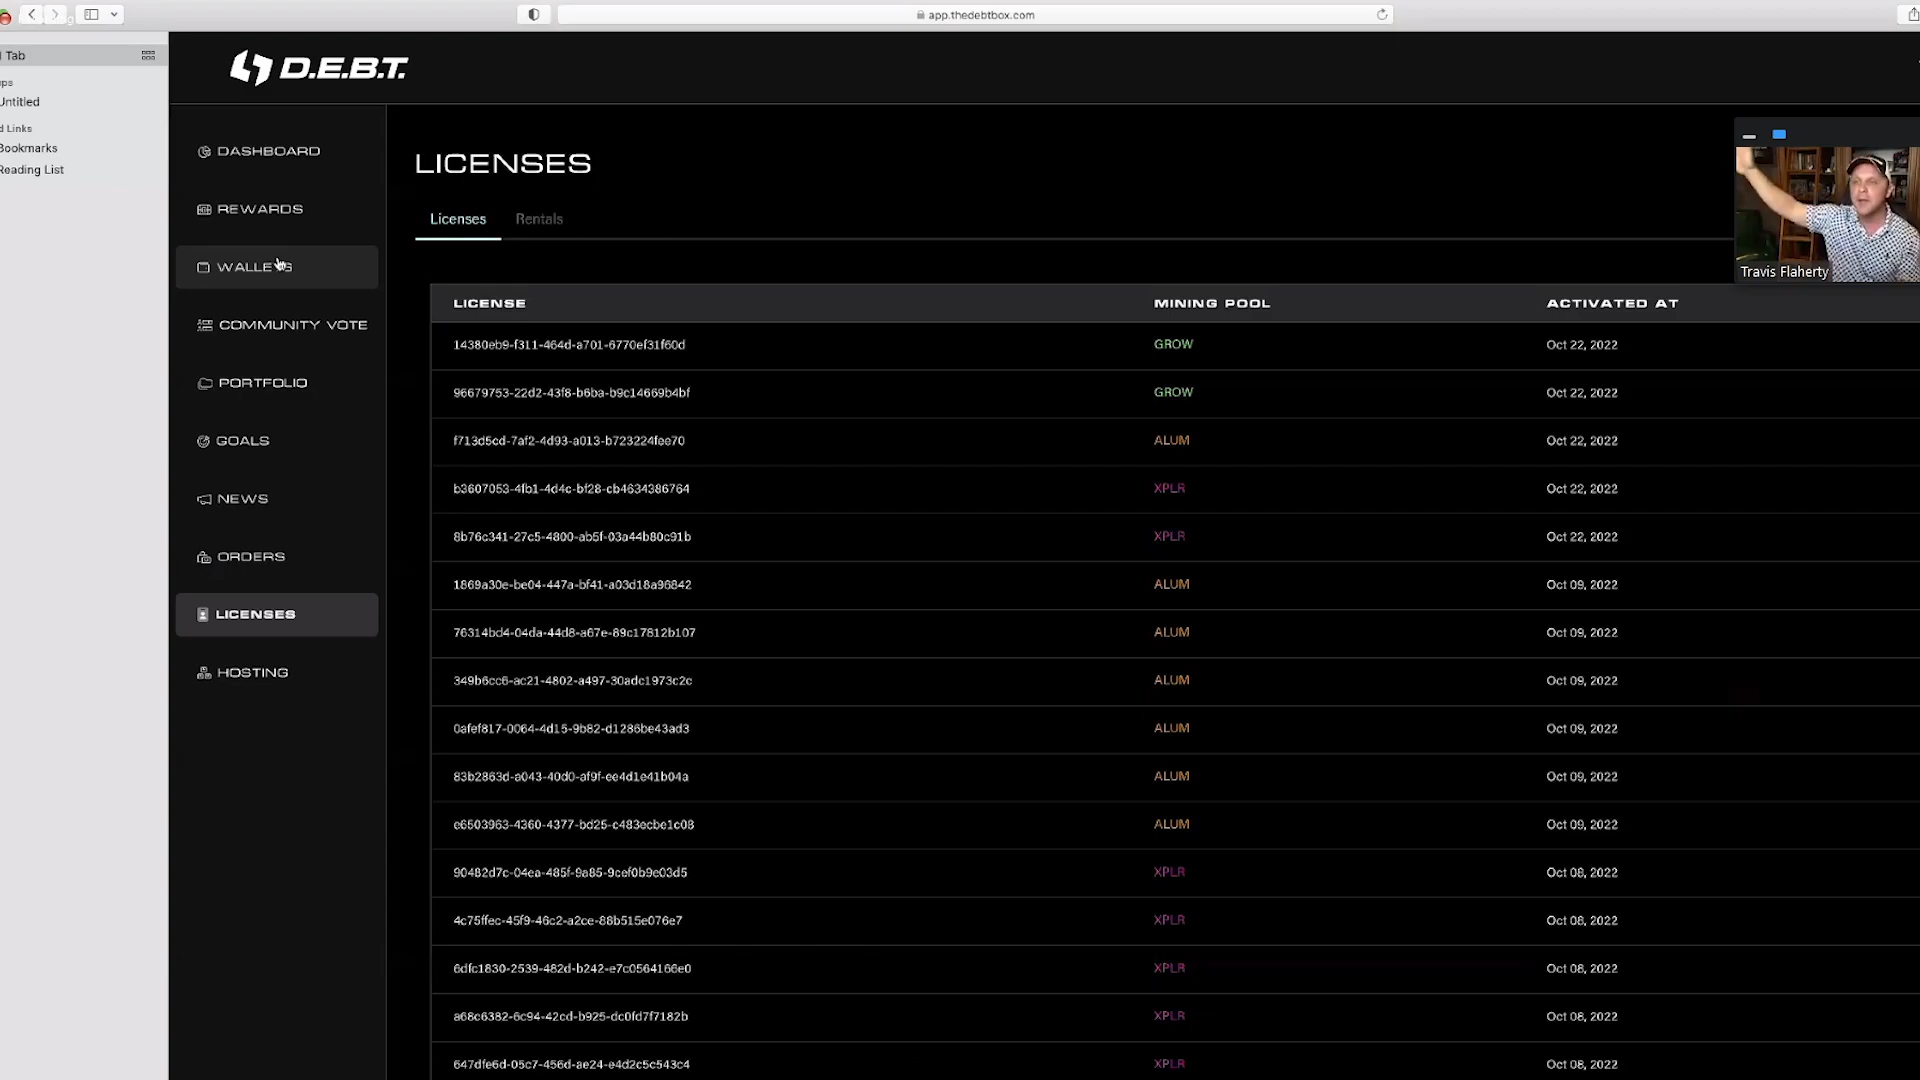 app.thedebtbox.com
Tab
Untitled
Links
Bookmarks
Reading List
D.E.B.T.
DASHBOARD
REWARDS
COMMUNITY VOTE
PORTFOLIO
GOALS
NEWS
ORDERS
LICENSES
HOSTING
LICENSES
Licenses Rentals
Travis Flaherty
LICENSE MINING POOL ACTIVATED AT
14380eb9-f311-464d-a701-6770ef31f60d GROW Oct 22, 2022
96679753-22d2-43f8-b6ba-b9c14669b4bf GROW Oct 22, 2022
f713d5cd-7af2-4d93-a013-b723224fee70 ALUM Oct 22, 2022
b3607053-4fb1-4d4c-bf28-cb4634386764 XPLR Oct 22, 2022
8b76c341-27c5-4800-ab5f-03a44b80c91b XPLR Oct 22, 2022
1869a30e-be04-447a-bf41-a03d18a96842 ALUM Oct 09, 2022
76314bd4-04da-44d8-a67e-89c17812b107 ALUM Oct 09, 2022
349b6cc6-ac21-4802-a497-30adc1973c2c ALUM Oct 09, 2022
0afef817-0064-4d15-9b82-d1286be43ad3 ALUM Oct 09, 2022
83b2863d-a043-40d0-af9f-ee4d1e41b04a ALUM Oct 09, 2022
e6503963-4360-4377-bd25-c483ecbe1c08 ALUM Oct 09, 2022
90482d7c-04ea-485f-9a85-9cef0b9e03d5 XPLR Oct 08, 2022
4c75ffec-45f9-46c2-a2ce-88b515e076e7 XPLR Oct 08, 2022
6dfc1830-2539-482d-b242-e7c0564166e0 XPLR Oct 08, 2022
a68c6382-6c94-42cd-b925-dc0fd7f7182b XPLR Oct 08, 2022
647dfe6d-05c7-456d-ae24-e4d2c5c543c4 XPLR Oct 08, 2022